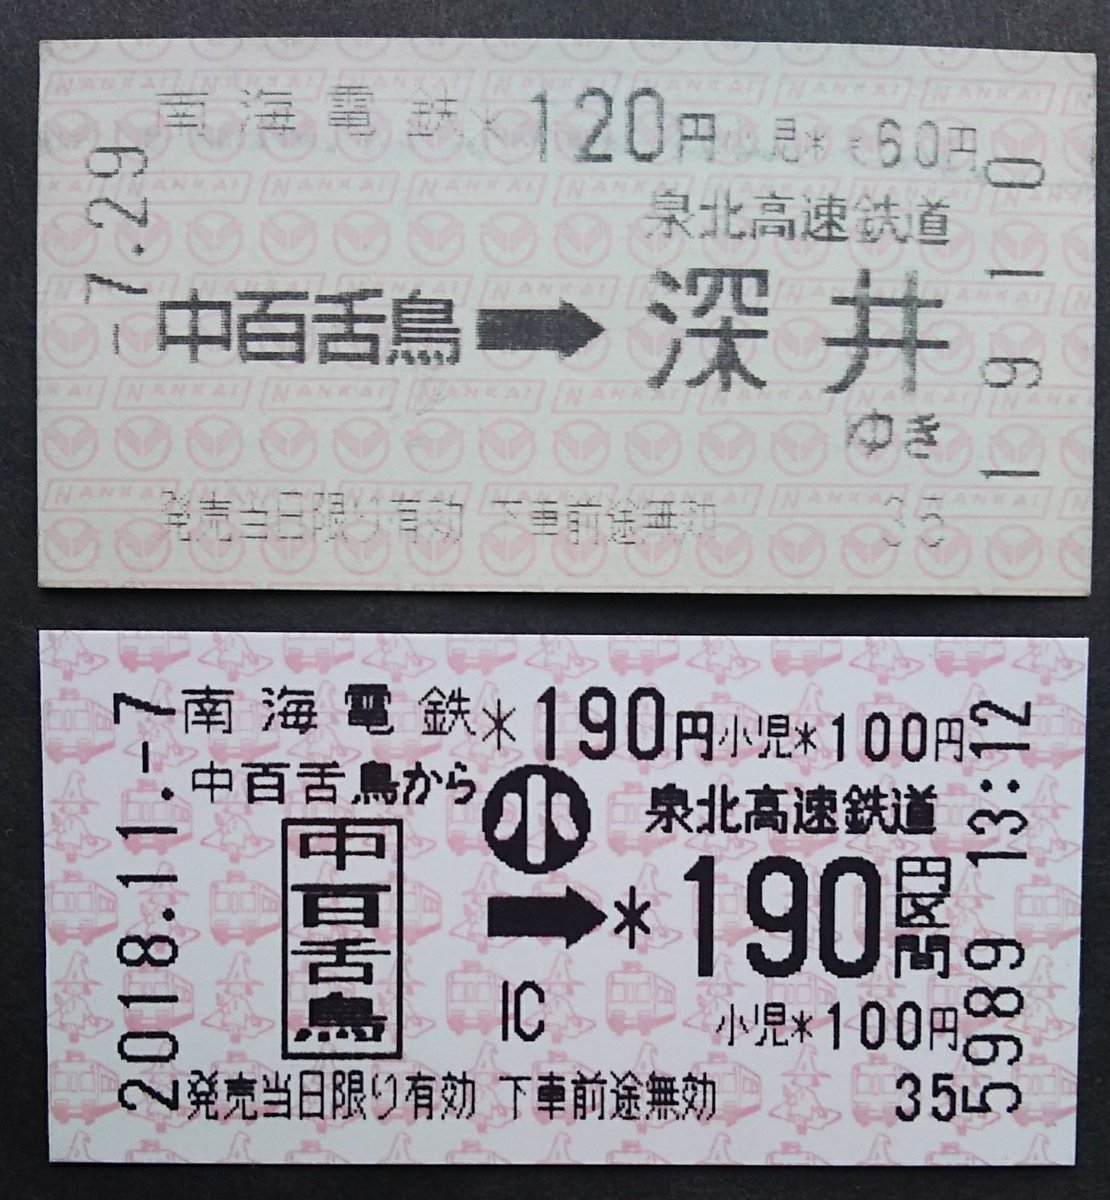 南海電鉄 *120円 小児* *60円
泉北高速鉄道
中百舌鳥 ➡ 深井
ゆき
発売当日限り有効 下車前途無効 35
-7.29
1910
南海電鉄 *190円 小児*100円
中百舌鳥から 小 泉北高速鉄道
中百舌鳥 ➡ *190円区間
IC 小児*100円
発売当日限り有効 下車前途無効 35
2018.11.-7
5989 13:12